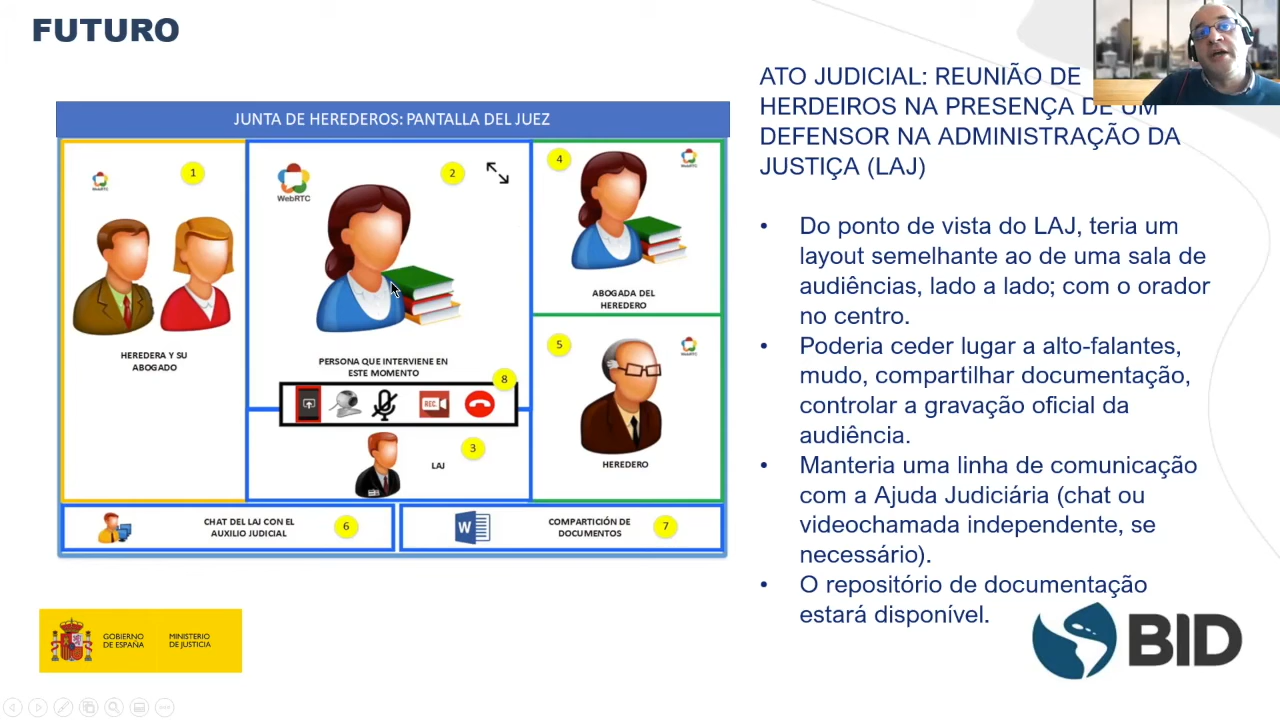 FUTURO
JUNTA DE HEREDEROS: PANTALLA DEL JUEZ
1
WebRTC
HEREDERA Y SU
ABOGADO
2
WebRTC
PERSONA QUE INTERVIENE EN
ESTE MOMENTO
8
REC
3
LAJ
4
WebRTC
ABOGADA DEL
HEREDERO
5
WebRTC
HEREDERO
CHAT DEL LAJ CON EL
AUXILIO JUDICIAL
6
W
COMPARTICIÓN DE
DOCUMENTOS
7
ATO JUDICIAL: REUNIÃO DE
HERDEIROS NA PRESENÇA DE UM
DEFENSOR NA ADMINISTRAÇÃO DA
JUSTIÇA (LAJ)
• Do ponto de vista do LAJ, teria um
layout semelhante ao de uma sala de
audiências, lado a lado; com o orador
no centro.
• Poderia ceder lugar a alto-falantes,
mudo, compartilhar documentação,
controlar a gravação oficial da
audiência.
• Manteria uma linha de comunicação
com a Ajuda Judiciária (chat ou
videochamada independente, se
necessário).
• O repositório de documentação
estará disponível.
GOBIERNO
DE ESPAÑA
MINISTERIO
DE JUSTICIA
BID